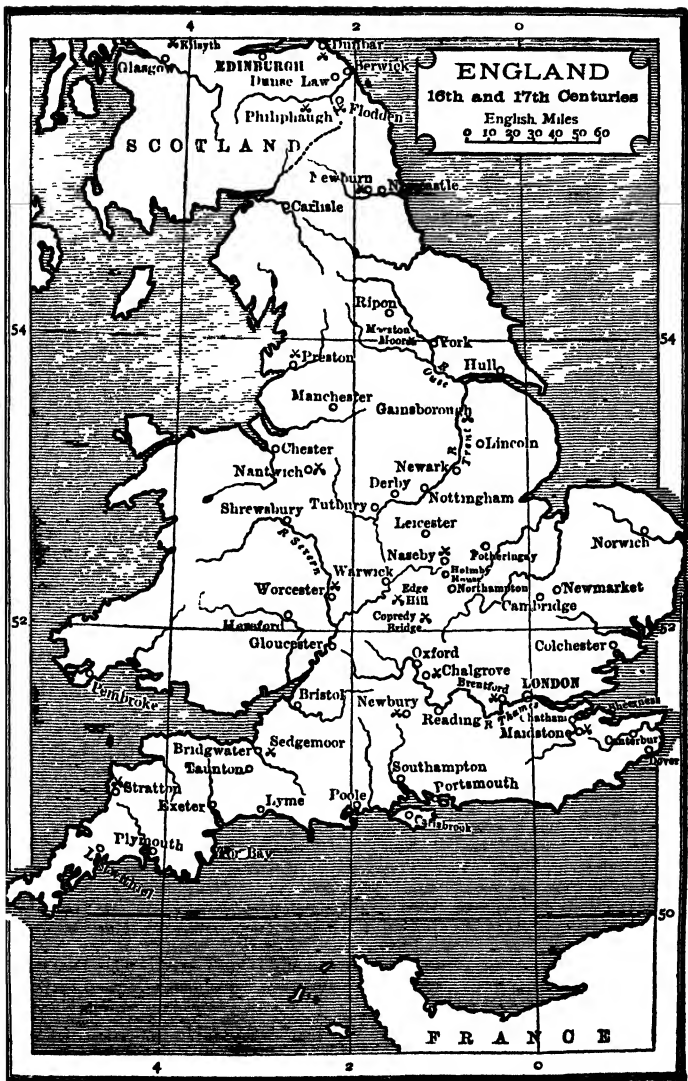 4 2 0
ENGLAND
16th and 17th Centuries
English Miles
0 10 20 30 40 50 60
Kilsyth
Dunbar
Glasgow
EDINBURGH
Berwick
Dunse Law
Philiphaugh
Flodden
SCOTLAND
Newburn
Newcastle
Carlisle
Ripon
54
Marston
Moor
York
54
Preston
R
Ouse
Hull
Manchester
Gainsborough
Chester
R
Trent
Lincoln
Nantwich
Newark
Derby
Nottingham
Shrewsbury
Tutbury
R Severn
Leicester
Norwich
Naseby
Fotheringay
Warwick
Holmby
House
Worcester
Edge
Hill
Northampton
Newmarket
Cambridge
52
Hereford
Copredy
Bridge
52
Gloucester
Colchester
Oxford
Chalgrove
Pembroke
Brentford
LONDON
Bristol
Newbury
Reading
R Thames
Chatham
Sheerness
Maidston
Canterbury
Bridgwater
Sedgemoor
Dover
Taunton
Southampton
Stratton
Portsmouth
Exeter
Lyme
Poole
Carisbrook
Plymouth
Tor Bay
50
FRANCE
4 2 0